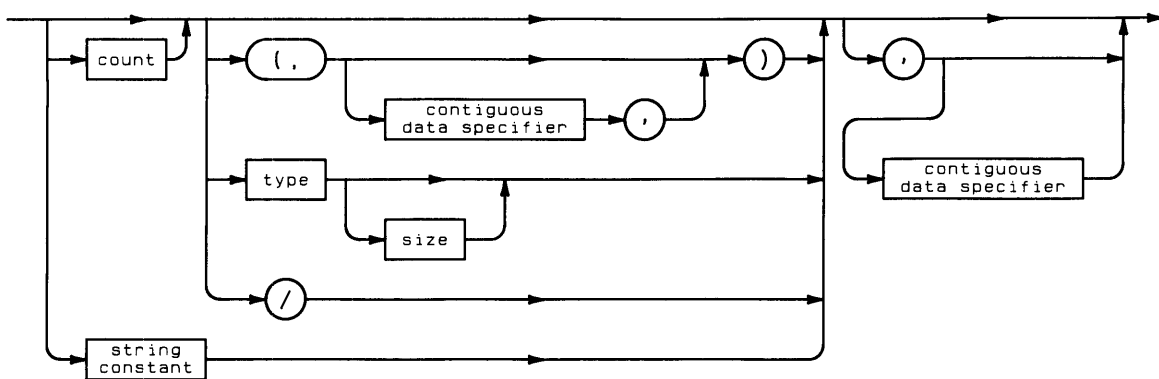 count
( ,
)
,
contiguous
data specifier
,
type
contiguous
data specifier
size
/
string
constant